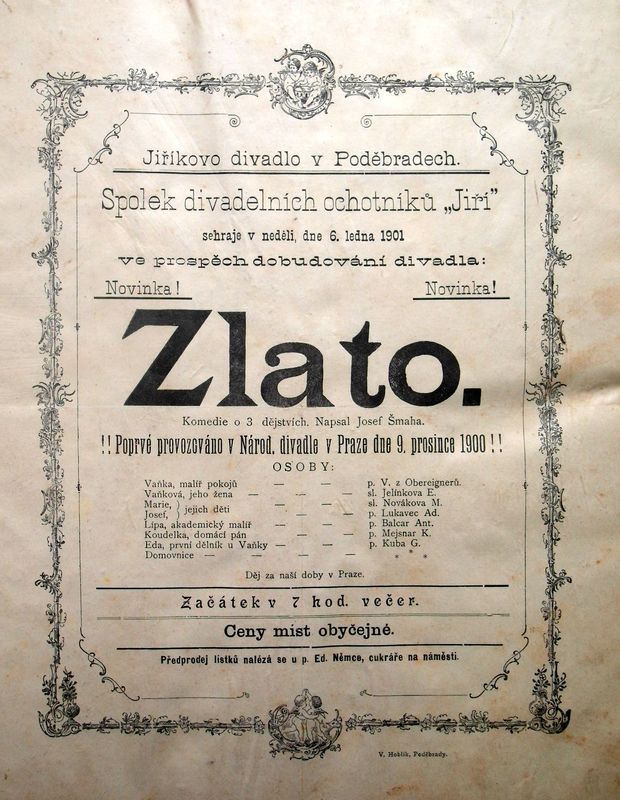 Jiříkovo divadlo v Poděbradech.
Spolek divadelních ochotníků „Jiří”
sehraje v neděli, dne 6. ledna 1901
ve prospěch dobudování divadla:
Novinka! Novinka!
Zlato.
Komedie o 3 dějstvích. Napsal Josef Šmaha.
!! Poprvé provozováno v Národ. divadle v Praze dne 9. prosince 1900 !!
OSOBY:
Vaňka, malíř pokojů — — p. V. z Obereignerů.
Vaňková, jeho žena — — — sl. Jelínkova E.
Marie, } jejich děti — — sl. Novákova M.
Josef, } — — p. Lukavec Ad.
Lípa, akademický malíř — — p. Balcar Ant.
Koudelka, domácí pán — — p. Mejsnar K.
Eda, první dělník u Vaňky — — p. Kuba G.
Domovnice — — — — * * *
Děj za naší doby v Praze.
Začátek v 7 hod. večer.
Ceny míst obyčejné.
Předprodej lístků nalézá se u p. Ed. Němce, cukráře na náměstí.
V. Hoblík, Poděbrady.